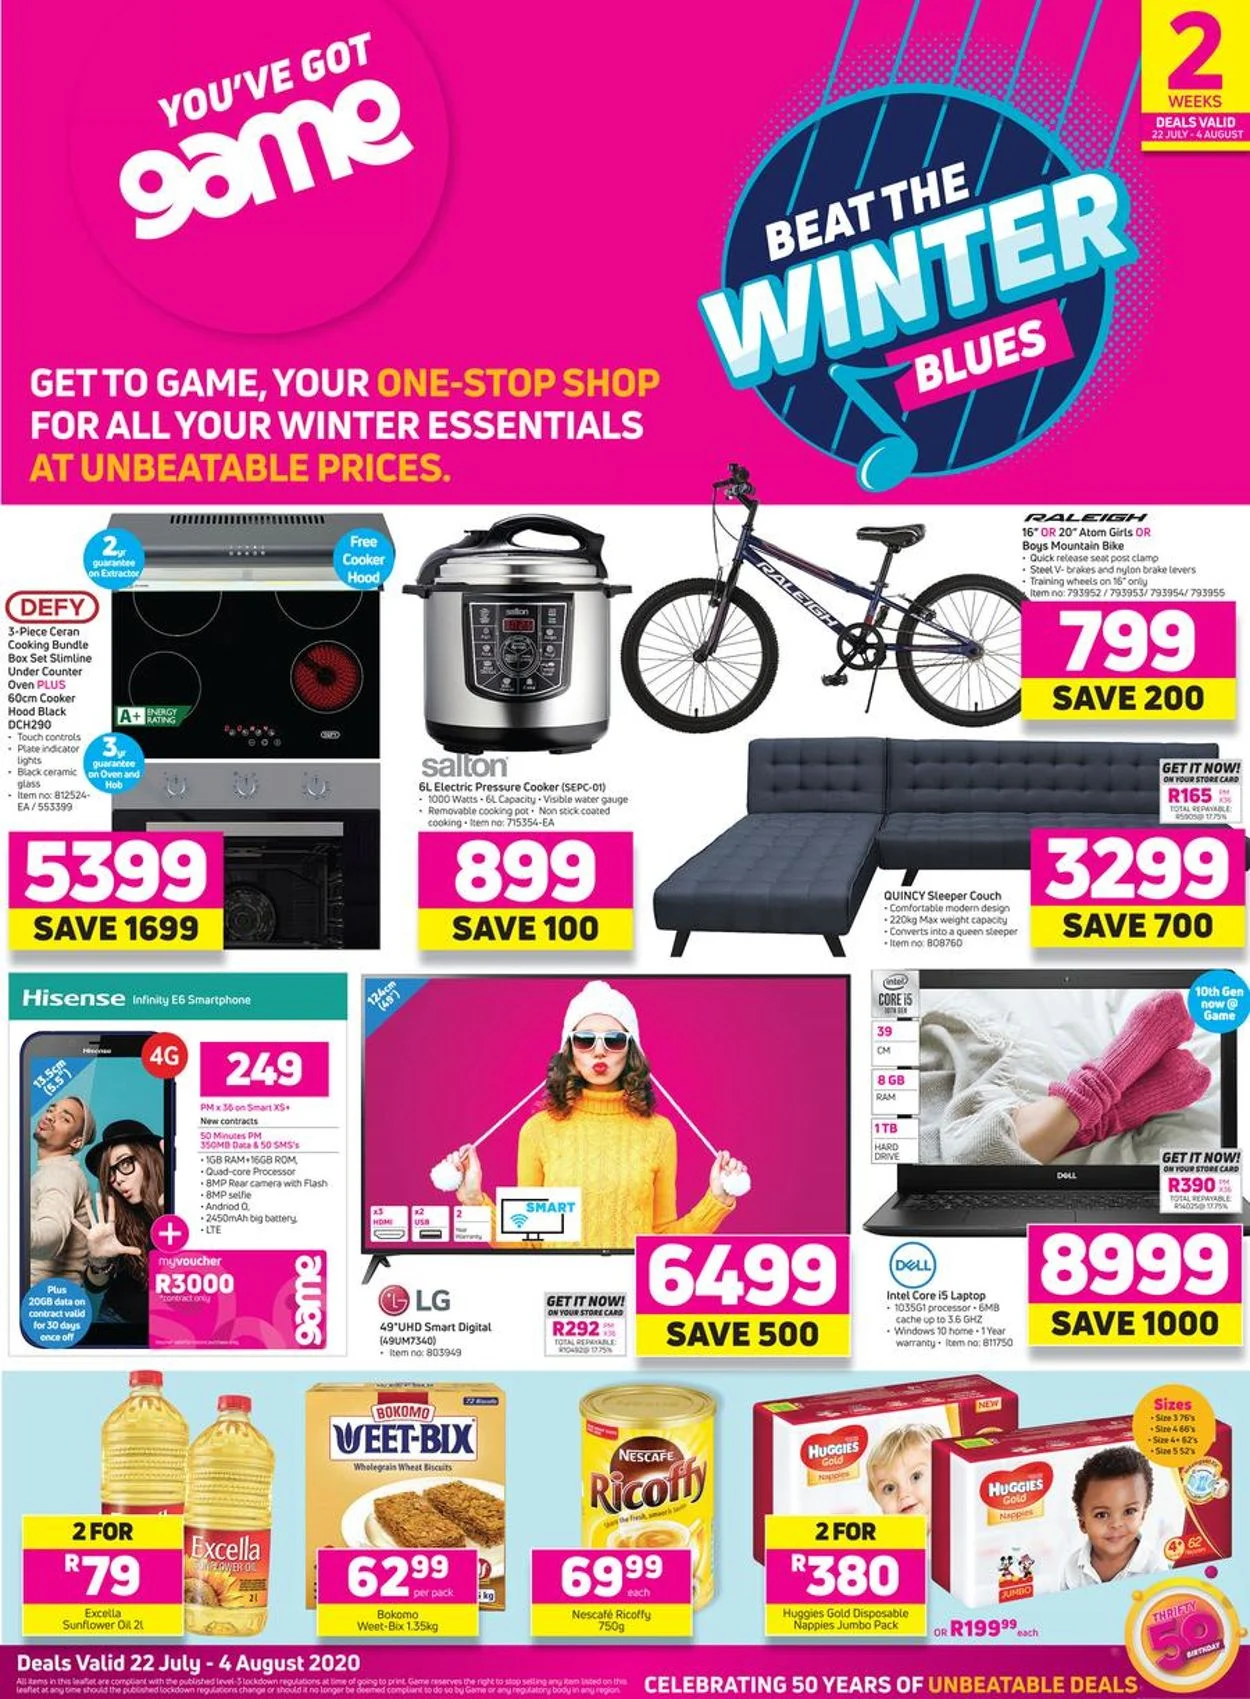 YOU'VE GOT
game
2
WEEKS
DEALS VALID
22 JULY - 4 AUGUST
BEAT THE
WINTER
BLUES
GET TO GAME, YOUR ONE-STOP SHOP
FOR ALL YOUR WINTER ESSENTIALS
AT UNBEATABLE PRICES.
2yr
guarantee
on Extractor
Free
Cooker
Hood
DEFY
3-Piece Ceran
Cooking Bundle
Box Set Slimline
Under Counter
Oven PLUS
60cm Cooker
Hood Black
DCH290
• Touch controls
• Plate indicator
lights
• Black ceramic
glass
• Item no: 812524-
EA / 553399
A+ ENERGY
RATING
DEFY
3yr
guarantee
on Oven and
Hob
5399
SAVE 1699
salton
salton
6L Electric Pressure Cooker (SEPC-01)
• 1000 Watts • 6L Capacity • Visible water gauge
• Removable cooking pot • Non stick coated
cooking • Item no: 715354-EA
899
SAVE 100
RALEIGH
RALEIGH
16" OR 20" Atom Girls OR
Boys Mountain Bike
• Quick release seat post clamp
• Steel V- brakes and nylon brake levers
• Training wheels on 16" only
• Item no: 793952 / 793953/ 793954/ 793955
799
SAVE 200
GET IT NOW!
ON YOUR STORE CARD
R165 PM X36
TOTAL REPAYABLE:
R5905@ 17.75%
QUINCY Sleeper Couch
• Comfortable modern design
• 220kg Max weight capacity
• Converts into a queen sleeper
• Item no: 808760
3299
SAVE 700
Hisense Infinity E6 Smartphone
Hisense
13.5cm
(5.5")
4G
249
PM x 36 on Smart XS+
New contracts
50 Minutes PM
350MB Data & 50 SMS's
• 1GB RAM+16GB ROM,
• Quad-core Processor
• 8MP Rear camera with Flash
• 8MP selfie
• Andriod O,
• 2450mAh big battery,
• LTE
+
myvoucher
R3000
*contract only
game
Plus
20GB data on
contract valid
for 30 days
once off
124cm
(49")
x3
HDMI
x2
USB
2
Year
Warranty
SMART
LG
49"UHD Smart Digital
(49UM7340)
• Item no: 803949
GET IT NOW!
ON YOUR STORE CARD
R292 PM X36
TOTAL REPAYABLE:
R10492@ 17.75%
6499
SAVE 500
intel
CORE i5
10TH GEN
39
CM
8 GB
RAM
1 TB
HARD
DRIVE
10th Gen
now @
Game
DELL
GET IT NOW!
ON YOUR STORE CARD
R390 PM X36
TOTAL REPAYABLE:
R14025@ 17.75%
DELL
Intel Core i5 Laptop
• 1035G1 processor • 6MB
cache up to 3.6 GHZ
• Windows 10 home • 1 Year
warranty • Item no: 811750
8999
SAVE 1000
2 FOR
R79
Excella
Sunflower Oil 2l
Excella
SUNFLOWER OIL
2 l
72 Biscuits
BOKOMO
WEET-BIX
Wholegrain Wheat Biscuits
62.99
per pack
Bokomo
Weet-Bix 1.35kg
NESCAFÉ
Ricoffy
69.99
each
Nescafé Ricoffy
750g
NEW
HUGGIES
Gold
Nappies
HUGGIES
Gold
Nappies
JUMBO
4+ 62
Sizes
• Size 3 76's
• Size 4 66's
• Size 4+ 62's
• Size 5 52's
2 FOR
R380
Huggies Gold Disposable
Nappies Jumbo Pack
OR R199.99 each
THRIFTY
50
BIRTHDAY
Deals Valid 22 July - 4 August 2020
All items in this leaflet are compliant with the published level-3 lockdown regulations at time of going to print. Game reserves the right to stop selling any item listed on this
leaflet at any time should the published lockdown regulations change or should it no longer be deemed compliant to do so by Game or any regulatory body in any region.
CELEBRATING 50 YEARS OF UNBEATABLE DEALS